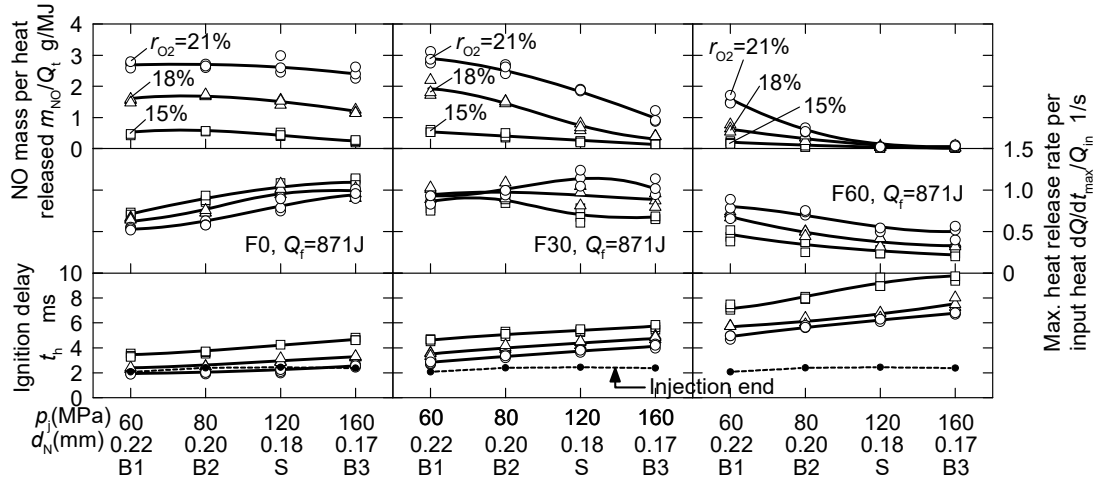 NO mass per heat
released m_NO/Q_t g/MJ
4
3
2
1
0
r_O2=21%
18%
15%
r_O2=21%
18%
15%
r_O2=21%
18%
15%
Max. heat release rate per
input heat dQ/dt_max/Q_in 1/s
1.5
1.0
0.5
0
F0, Q_f=871J
F30, Q_f=871J
F60, Q_f=871J
Ignition delay
t_h ms
10
8
6
4
2
0
Injection end
p_j(MPa) 60 80 120 160 60 80 120 160 60 80 120 160
d_N(mm) 0.22 0.20 0.18 0.17 0.22 0.20 0.18 0.17 0.22 0.20 0.18 0.17
B1 B2 S B3 B1 B2 S B3 B1 B2 S B3